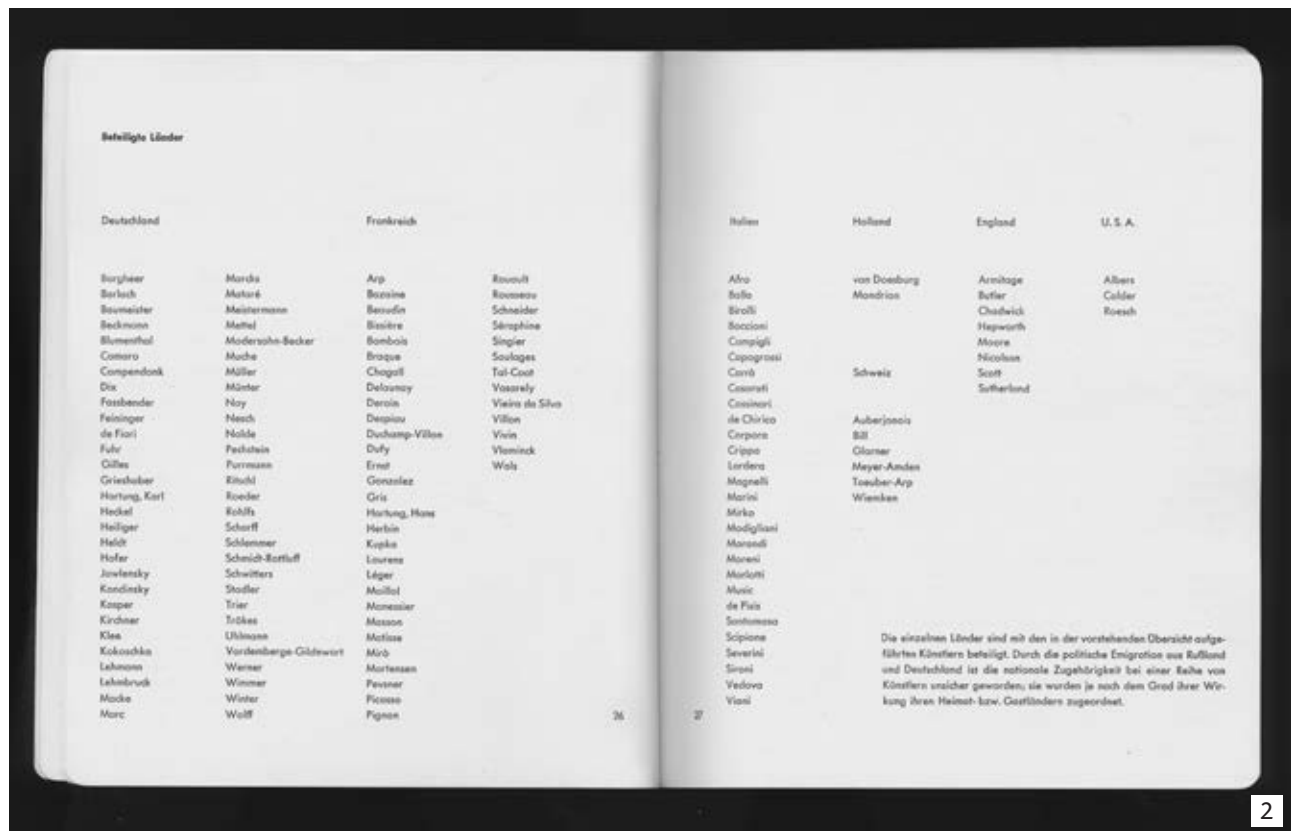 Beteiligte Länder
Deutschland
Bargheer
Barlach
Baumeister
Beckmann
Blumenthal
Camaro
Campendonk
Dix
Fassbender
Feininger
de Fiori
Fuhr
Gilles
Grieshaber
Hartung, Karl
Heckel
Heiliger
Heldt
Hofer
Jawlensky
Kandinsky
Kasper
Kirchner
Klee
Kokoschka
Lehmann
Lehmbruck
Macke
Marc
Marcks
Mataré
Meistermann
Mettel
Modersohn-Becker
Muche
Müller
Münter
Nay
Nesch
Nolde
Pechstein
Purrmann
Ritschl
Roeder
Rohlfs
Scharff
Schlemmer
Schmidt-Rottluff
Schwitters
Stadler
Trier
Trökes
Uhlmann
Vordemberge-Gildewart
Werner
Wimmer
Winter
Wolff
Frankreich
Arp
Bazaine
Beaudin
Bissière
Bombois
Braque
Chagall
Delaunay
Derain
Despiau
Duchamp-Villon
Dufy
Ernst
Gonzalez
Gris
Hartung, Hans
Herbin
Kupka
Laurens
Léger
Maillol
Manessier
Masson
Matisse
Miró
Mortensen
Pevsner
Picasso
Pignon
Rouault
Rousseau
Schneider
Séraphine
Singier
Soulages
Tal-Coat
Vasarely
Vieira da Silva
Villon
Vivin
Vlaminck
Wols
26
Italien
Afro
Balla
Birolli
Boccioni
Campigli
Capogrossi
Carrà
Casorati
Cassinari
de Chirico
Corpora
Crippa
Lardera
Magnelli
Marini
Mirko
Modigliani
Morandi
Moreni
Morlotti
Music
de Pisis
Santomaso
Scipione
Severini
Sironi
Vedova
Viani
Holland
van Doesburg
Mondrian
Schweiz
Auberjonois
Bill
Glarner
Meyer-Amden
Taeuber-Arp
Wiemken
England
Armitage
Butler
Chadwick
Hepworth
Moore
Nicolson
Scott
Sutherland
U. S. A.
Albers
Calder
Roesch
Die einzelnen Länder sind mit den in der vorstehenden Übersicht aufge-
führten Künstlern beteiligt. Durch die politische Emigration aus Rußland
und Deutschland ist die nationale Zugehörigkeit bei einer Reihe von
Künstlern unsicher geworden; sie wurden je nach dem Grad ihrer Wir-
kung ihren Heimat- bzw. Gastländern zugeordnet.
27
2